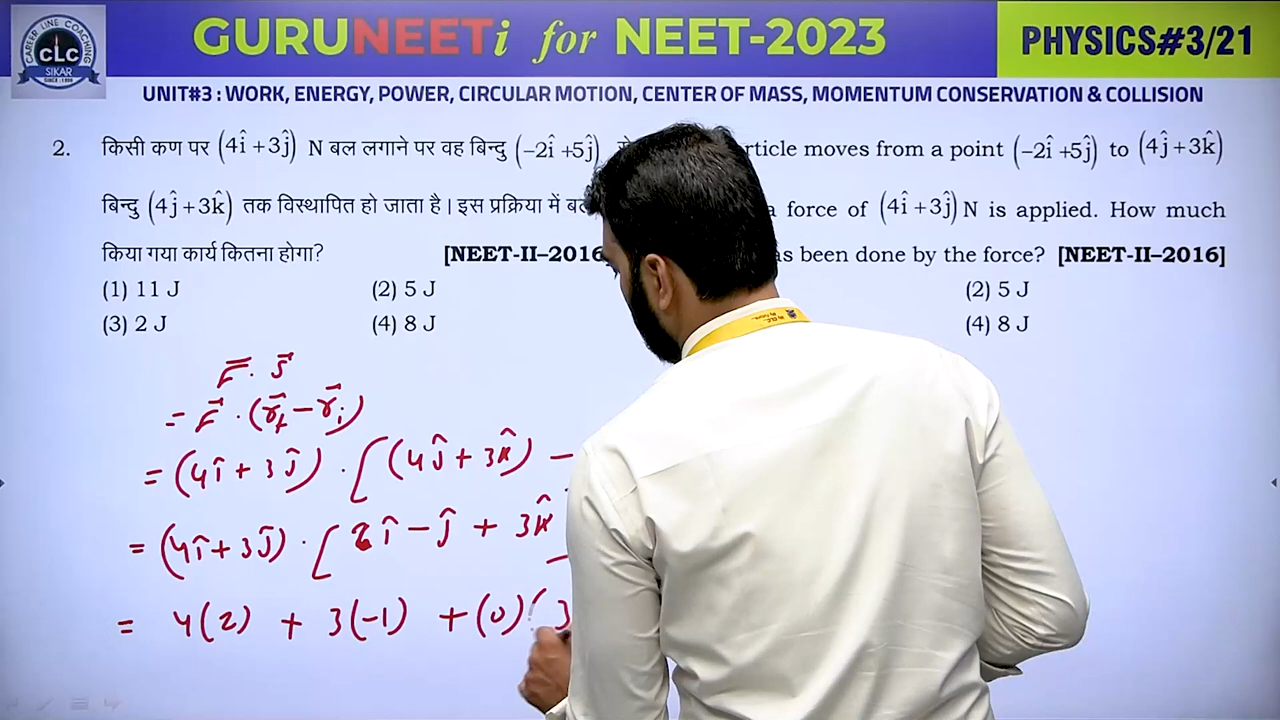 CAREER LINE COACHING
CLC
SIKAR
SINCE : 1996
GURUNEETi for NEET-2023
PHYSICS#3/21
UNIT#3 : WORK, ENERGY, POWER, CIRCULAR MOTION, CENTER OF MASS, MOMENTUM CONSERVATION & COLLISION
2. किसी कण पर (4î+3ĵ) N बल लगाने पर वह बिन्दु (−2î+5ĵ)
बिन्दु (4ĵ+3k̂) तक विस्थापित हो जाता है। इस प्रक्रिया में
किया गया कार्य कितना होगा? [NEET-II–2016]
(1) 11 J (2) 5 J
(3) 2 J (4) 8 J
moves from a point (−2î+5ĵ) to (4ĵ+3k̂)
a force of (4î+3ĵ) N is applied. How much
been done by the force? [NEET-II–2016]
(2) 5 J
(4) 8 J
F⃗ . S⃗
= F⃗ . (r⃗f − r⃗i)
= (4î + 3ĵ) . [(4ĵ + 3k̂) −
= (4î + 3ĵ) . [2î − ĵ + 3k̂
= 4(2) + 3(−1) + (0)(3